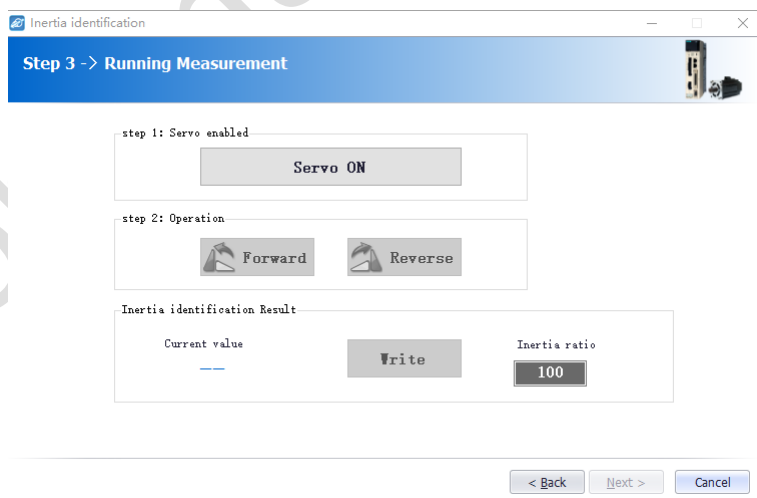 Inertia identification
Step 3 -> Running Measurement
step 1: Servo enabled
Servo ON
step 2: Operation
Forward
Reverse
Inertia identification Result
Current value
Inertia ratio
——
Write
100
< Back
Next >
Cancel